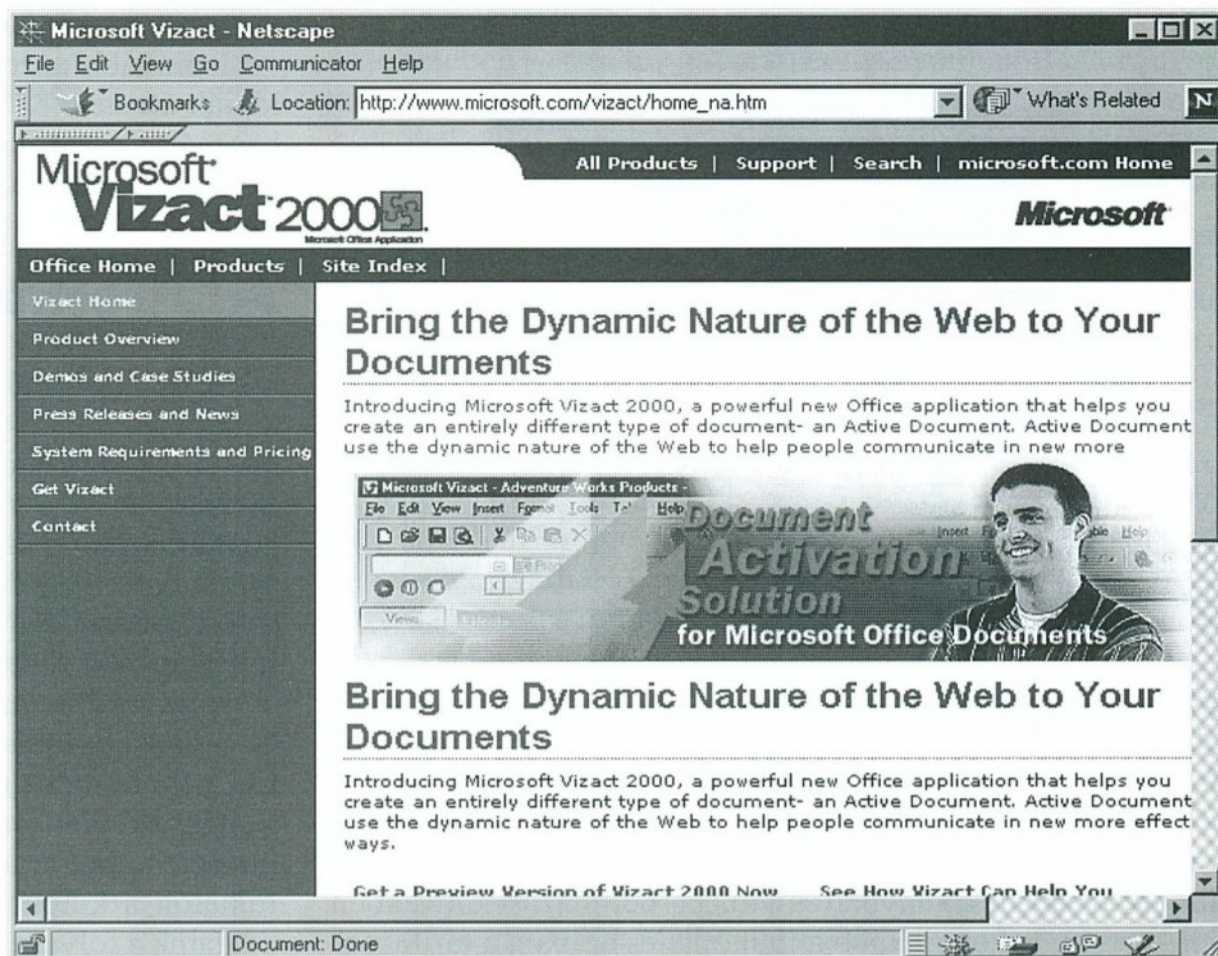 Microsoft Vizact - Netscape
File Edit View Go Communicator Help
Bookmarks Location: http://www.microsoft.com/vizact/home_na.htm What's Related N
All Products | Support | Search | microsoft.com Home
Microsoft
Vizact 2000
Microsoft Office Application
Microsoft
Office Home | Products | Site Index |
Vizact Home
Product Overview
Demos and Case Studies
Press Releases and News
System Requirements and Pricing
Get Vizact
Contact
Bring the Dynamic Nature of the Web to Your
Documents
Introducing Microsoft Vizact 2000, a powerful new Office application that helps you
create an entirely different type of document- an Active Document. Active Document
use the dynamic nature of the Web to help people communicate in new more
Microsoft Vizact - Adventure Works Products -
File Edit View Insert Format Tools Help
Insert Help
Views
Document
Activation
Solution
for Microsoft Office Documents
Bring the Dynamic Nature of the Web to Your
Documents
Introducing Microsoft Vizact 2000, a powerful new Office application that helps you
create an entirely different type of document- an Active Document. Active Document
use the dynamic nature of the Web to help people communicate in new more effect
ways.
Get a Preview Version of Vizact 2000 Now See How Vizact Can Help You
Document: Done